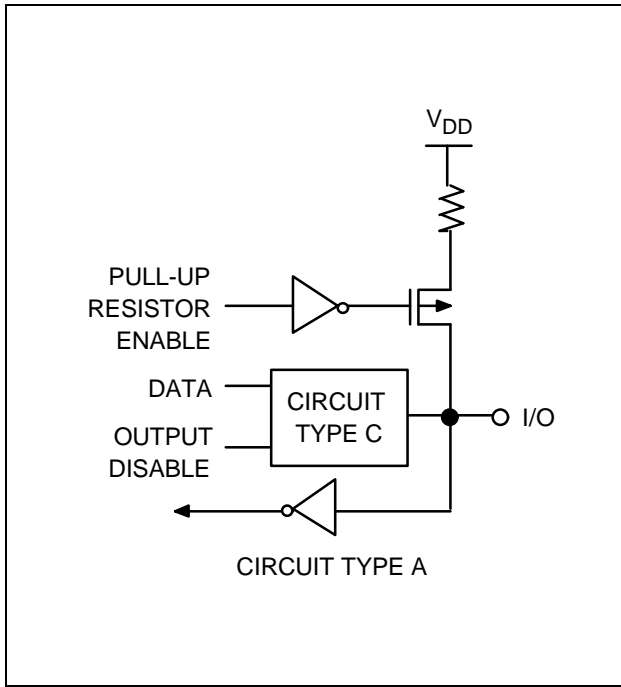 VDD
PULL-UP
RESISTOR
ENABLE
DATA
CIRCUIT
TYPE C
I/O
OUTPUT
DISABLE
CIRCUIT TYPE A